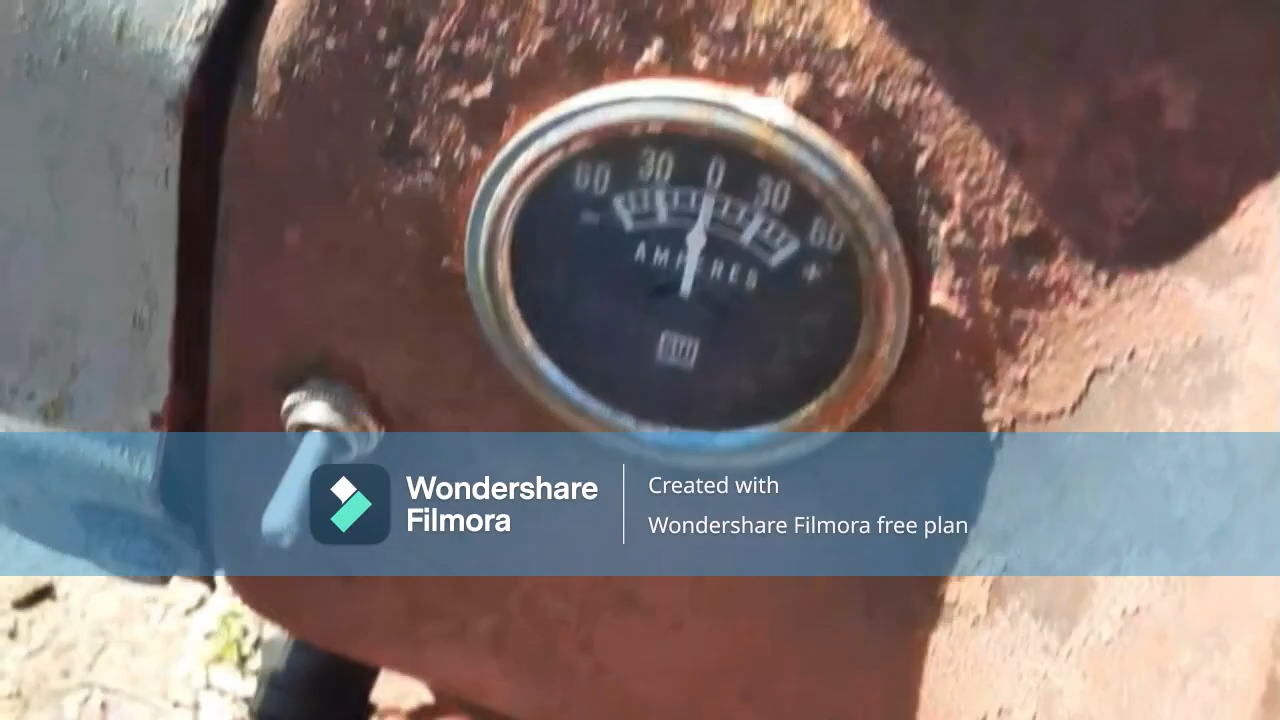 60 30 0 30 60
- +
AMPERES
Wondershare
Filmora
Created with
Wondershare Filmora free plan